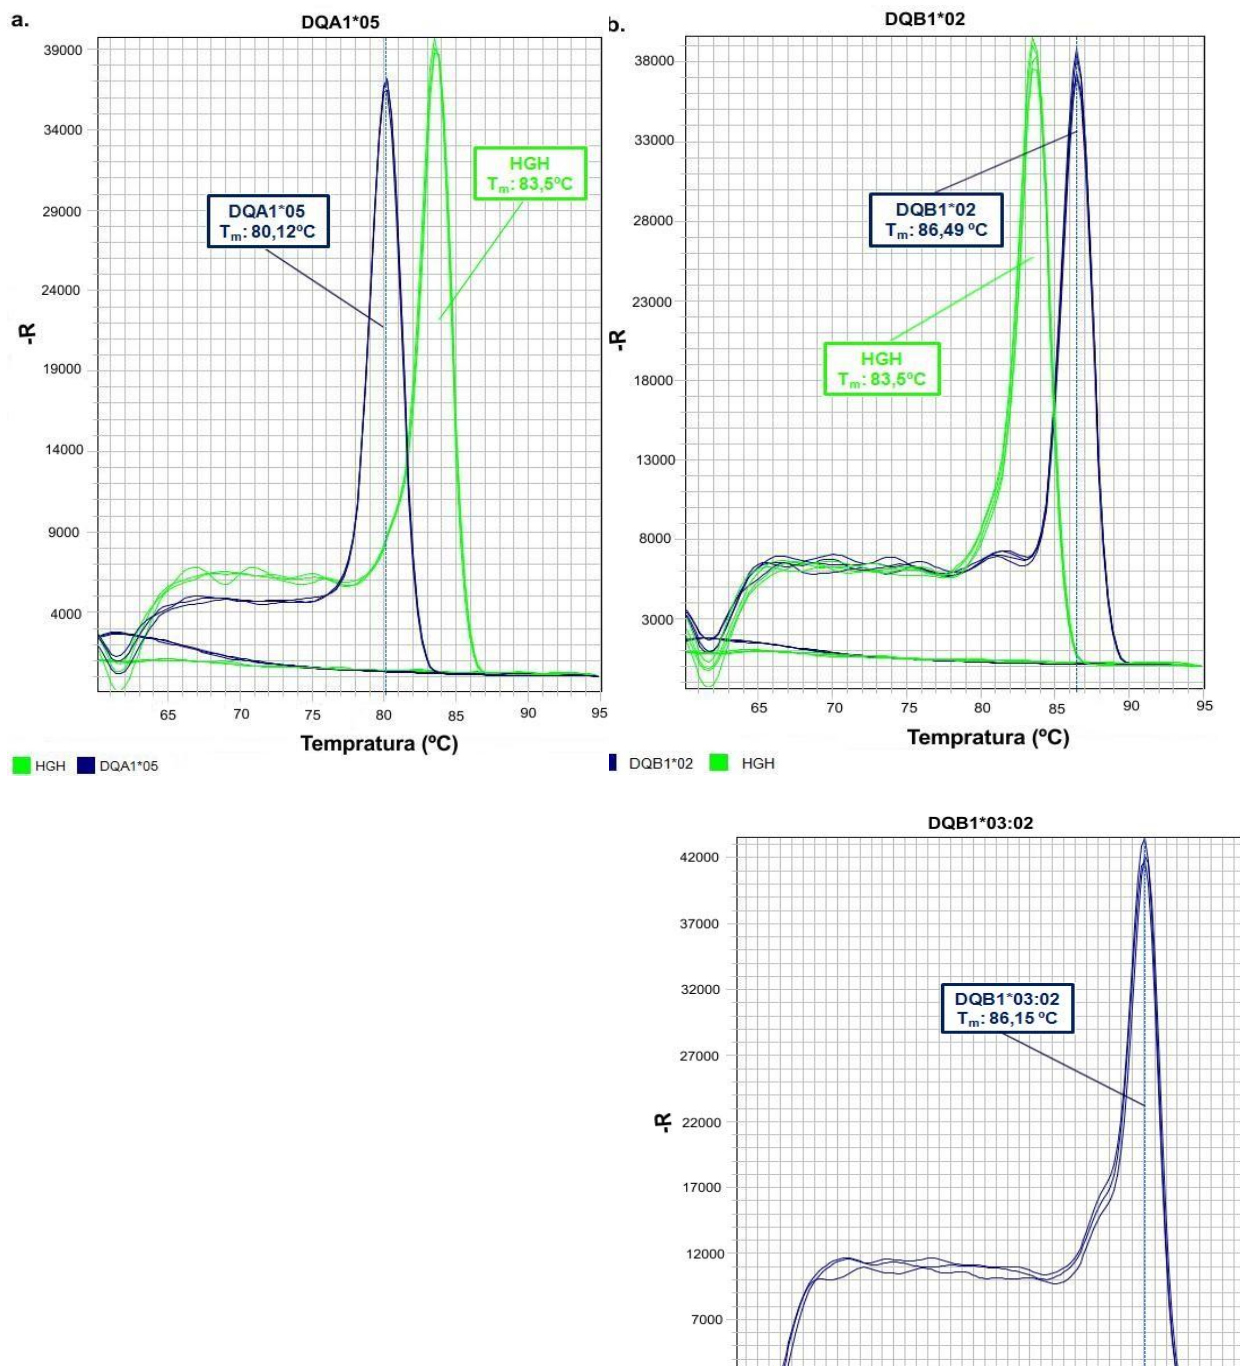 a.
DQA1*05
39000
34000
29000
24000
19000
14000
9000
4000
-R
HGH
Tm: 83,5ºC
DQA1*05
Tm: 80,12ºC
65 70 75 80 85 90 95
Tempratura (ºC)
HGH DQA1*05
b.
DQB1*02
38000
33000
28000
23000
18000
13000
8000
3000
-R
DQB1*02
Tm: 86,49 ºC
HGH
Tm: 83,5ºC
65 70 75 80 85 90 95
Tempratura (ºC)
DQB1*02 HGH
DQB1*03:02
42000
37000
32000
27000
22000
17000
12000
7000
-R
DQB1*03:02
Tm: 86,15 ºC